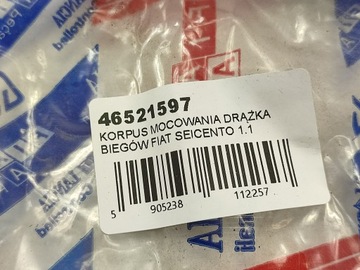 46521597
KORPUS MOCOWANIA DRĄŻKA
BIEGÓW FIAT SEICENTO 1.1
5 905238 112257